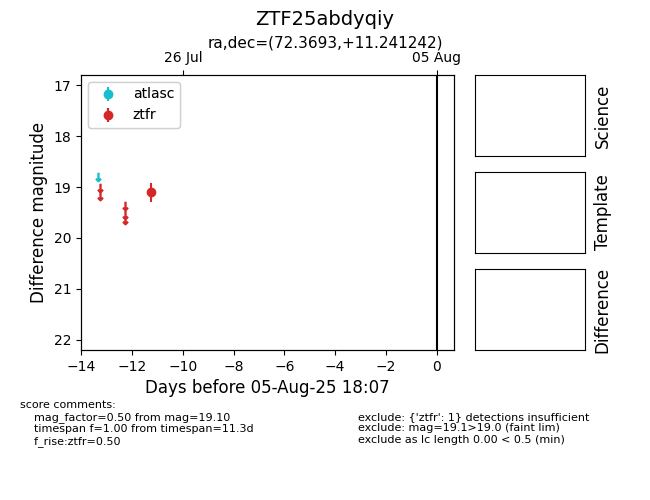 ZTF25abdyqiy
ra,dec=(72.3693,+11.241242)
26 Jul
05 Aug
atlasc
ztfr
17
18
19
20
21
22
Difference magnitude
−14
−12
−10
−8
−6
−4
−2
0
Days before 05-Aug-25 18:07
Science
Template
Difference
score comments:
mag_factor=0.50 from mag=19.10
timespan f=1.00 from timespan=11.3d
f_rise:ztfr=0.50
exclude: {'ztfr': 1} detections insufficient
exclude: mag=19.1>19.0 (faint lim)
exclude as lc length 0.00 < 0.5 (min)